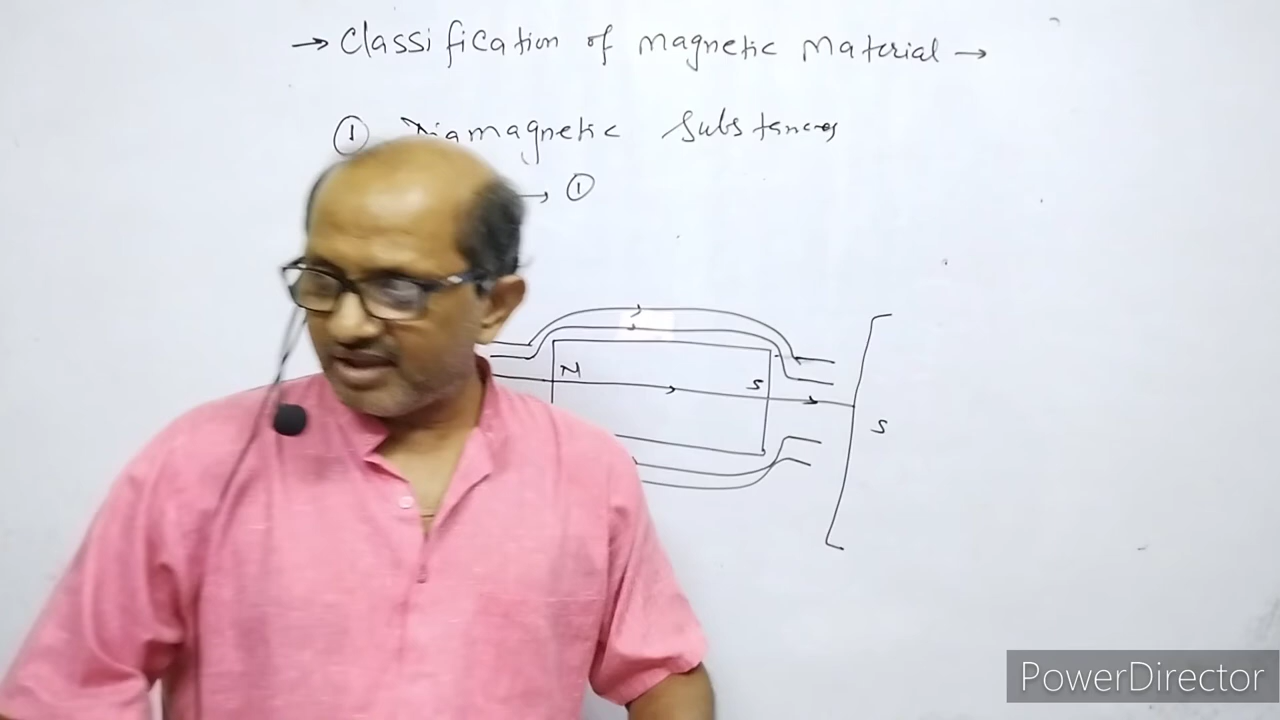 → Classification of magnetic Material →
① Diamagnetic Substances
→ ①
N
S
S
PowerDirector